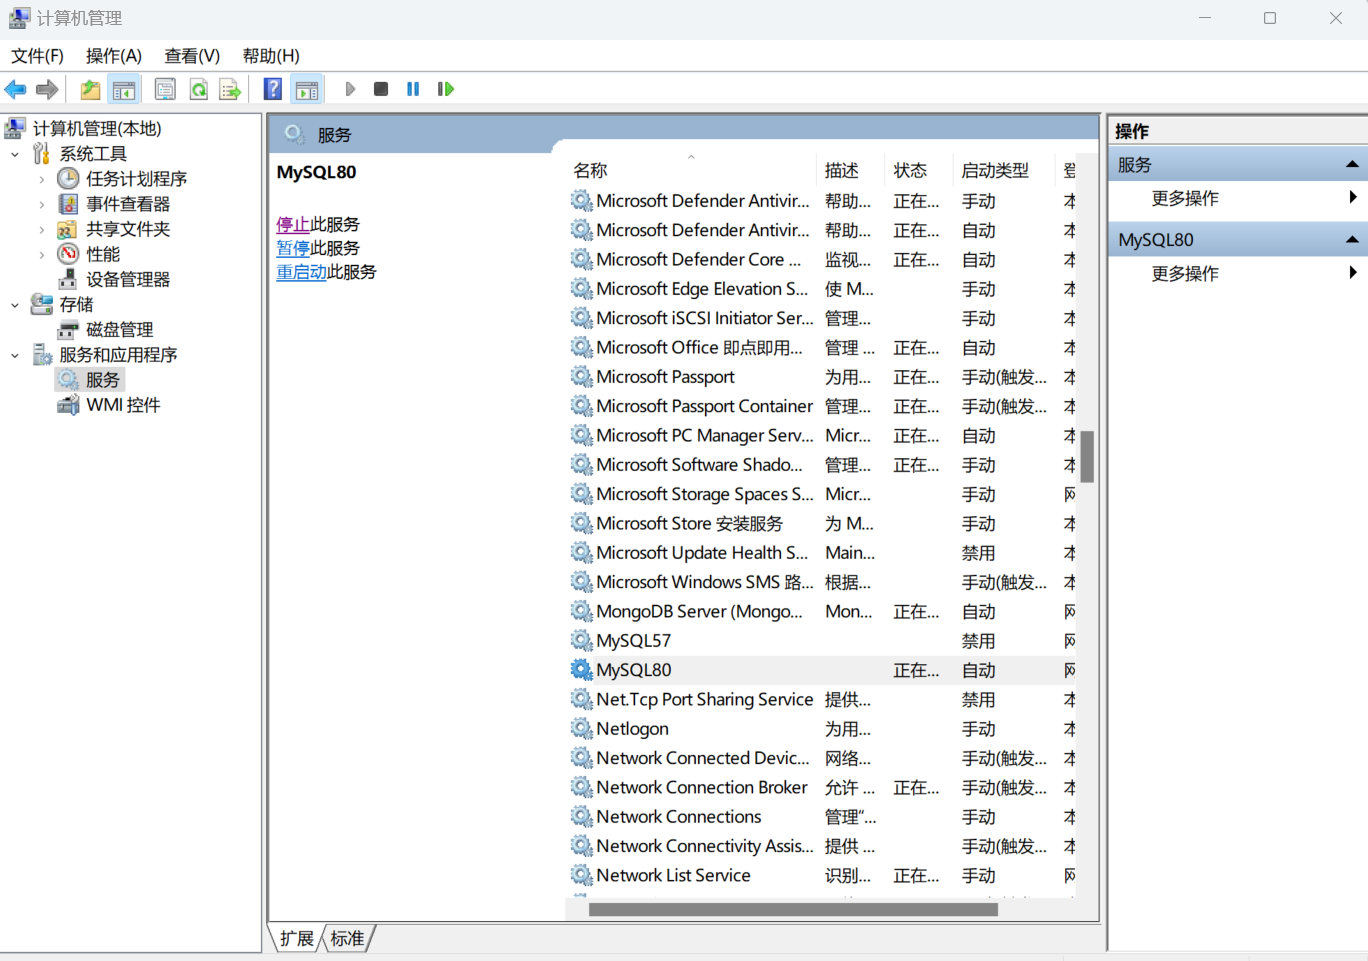 计算机管理
文件(F) 操作(A) 查看(V) 帮助(H)
计算机管理(本地)
系统工具
任务计划程序
事件查看器
共享文件夹
性能
设备管理器
存储
磁盘管理
服务和应用程序
服务
WMI 控件
服务
MySQL80
停止此服务
暂停此服务
重启动此服务
名称 描述 状态 启动类型 登
Microsoft Defender Antivir... 帮助... 正在... 手动 本
Microsoft Defender Antivir... 帮助... 正在... 自动 本
Microsoft Defender Core ... 监视... 正在... 自动 本
Microsoft Edge Elevation S... 使 M... 手动 本
Microsoft iSCSI Initiator Ser... 管理... 手动 本
Microsoft Office 即点即用... 管理 ... 正在... 自动 本
Microsoft Passport 为用... 正在... 手动(触发... 本
Microsoft Passport Container 管理... 正在... 手动(触发... 本
Microsoft PC Manager Serv... Micr... 正在... 自动 本
Microsoft Software Shado... 管理... 正在... 手动 本
Microsoft Storage Spaces S... Micr... 手动 网
Microsoft Store 安装服务 为 M... 手动 本
Microsoft Update Health S... Main... 禁用 本
Microsoft Windows SMS 路... 根据... 手动(触发... 本
MongoDB Server (Mongo... Mon... 正在... 自动 网
MySQL57 禁用 网
MySQL80 正在... 自动 网
Net.Tcp Port Sharing Service 提供... 禁用 本
Netlogon 为用... 手动 本
Network Connected Devic... 网络... 手动(触发... 本
Network Connection Broker 允许 ... 正在... 手动(触发... 本
Network Connections 管理“... 手动 本
Network Connectivity Assis... 提供 ... 手动(触发... 本
Network List Service 识别... 正在... 手动 网
扩展 标准
操作
服务
更多操作
MySQL80
更多操作